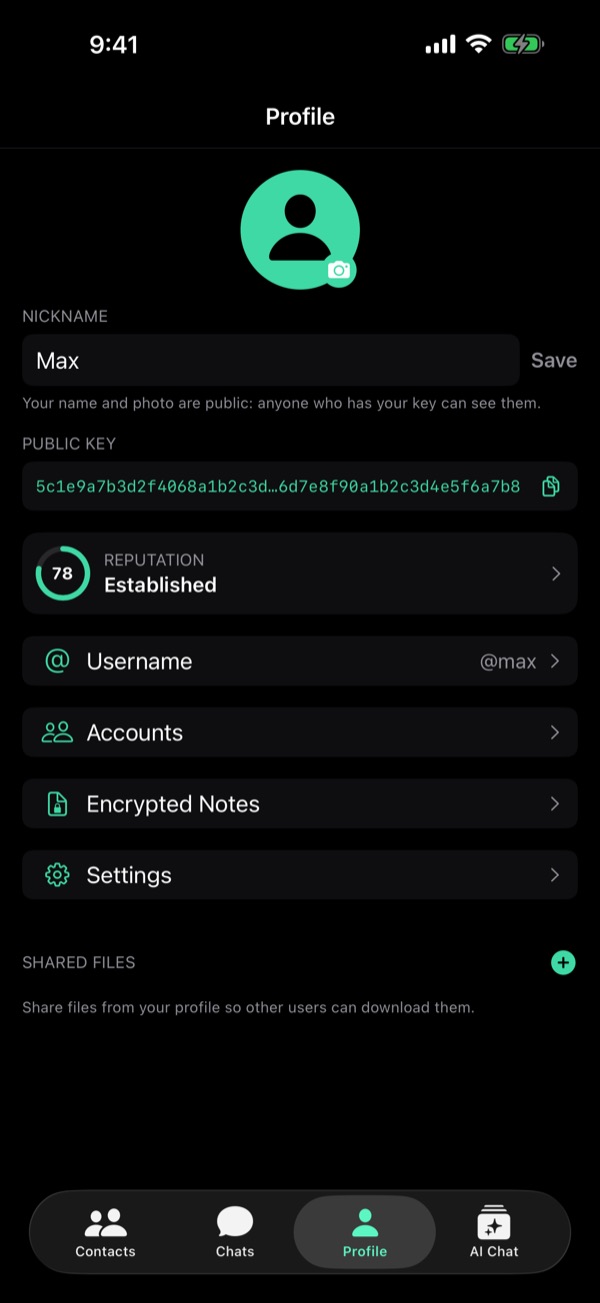 9:41
Profile
NICKNAME
Max
Save
Your name and photo are public: anyone who has your key can see them.
PUBLIC KEY
5c1e9a7b3d2f4068a1b2c3d…6d7e8f90a1b2c3d4e5f6a7b8
78
REPUTATION
Established
Username
@max
Accounts
Encrypted Notes
Settings
SHARED FILES
Share files from your profile so other users can download them.
Contacts
Chats
Profile
AI Chat